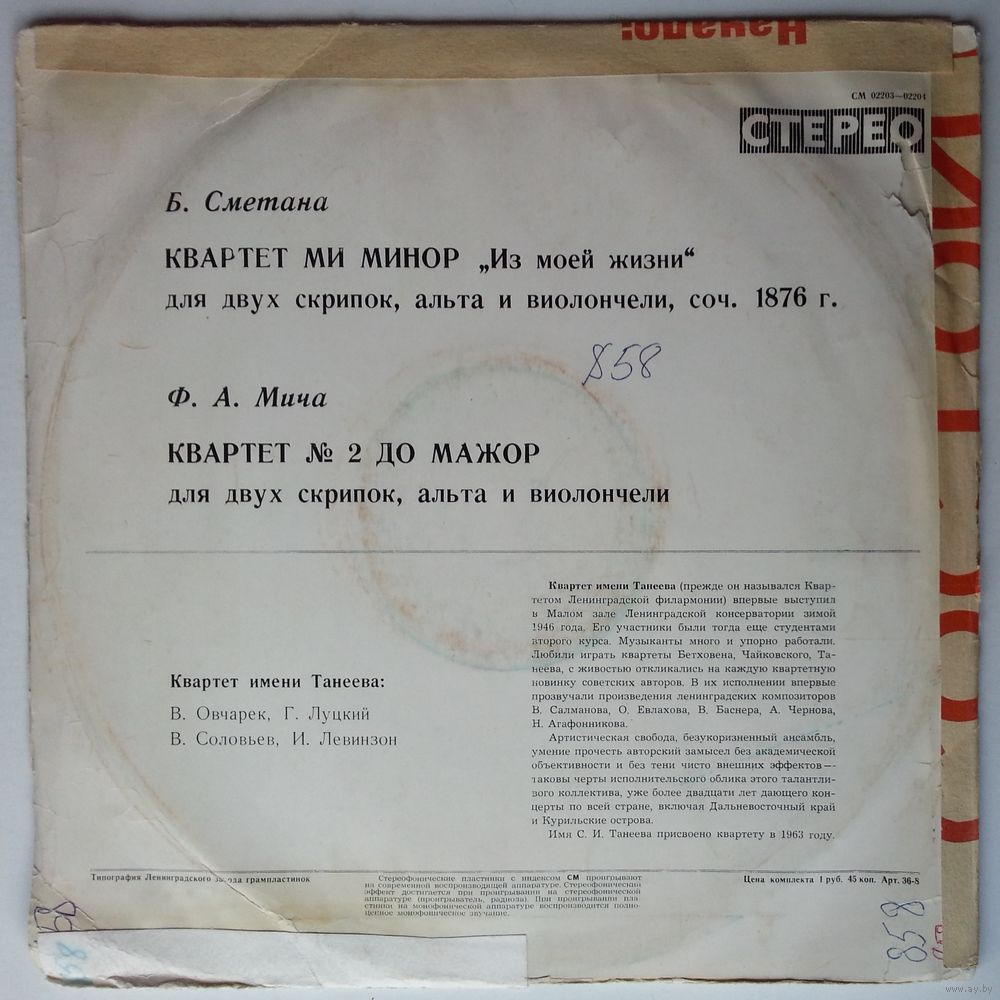 Находо:
СМ 02203—02204
СТЕРЕО
Б. Сметана
КВАРТЕТ МИ МИНОР „Из моей жизни“
для двух скрипок, альта и виолончели, соч. 1876 г.
858
Ф. А. Мича
КВАРТЕТ № 2 ДО МАЖОР
для двух скрипок, альта и виолончели
Квартет имени Танеева:
В. Овчарек, Г. Луцкий
В. Соловьев, И. Левинзон
Квартет имени Танеева (прежде он назывался Квар-
тетом Ленинградской филармонии) впервые выступил
в Малом зале Ленинградской консерватории зимой
1946 года. Его участники были тогда еще студентами
второго курса. Музыканты много и упорно работали.
Любили играть квартеты Бетховена, Чайковского, Та-
неева, с живостью откликались на каждую квартетную
новинку советских авторов. В их исполнении впервые
прозвучали произведения ленинградских композиторов
В. Салманова, О. Евлахова, В. Баснера, А. Чернова,
Н. Агафонникова.
Артистическая свобода, безукоризненный ансамбль,
умение прочесть авторский замысел без академической
объективности и без тени чисто внешних эффектов—
таковы черты исполнительского облика этого талантли-
вого коллектива, уже более двадцати лет дающего кон-
церты по всей стране, включая Дальневосточный край
и Курильские острова.
Имя С. И. Танеева присвоено квартету в 1963 году.
Типография Ленинградского завода грампластинок
Стереофонические пластинки с индексом СМ проигрывают
на современной воспроизводящей аппаратуре. Стереофонический
эффект достигается при проигрывании на стереофонической
аппаратуре (проигрыватель, радиола). При проигрывании пла-
стинки на монофонической аппаратуре воспроизводится полно-
ценное монофоническое звучание.
Цена комплекта 1 руб. 45 коп. Арт. 36-8
858
www.ay.by